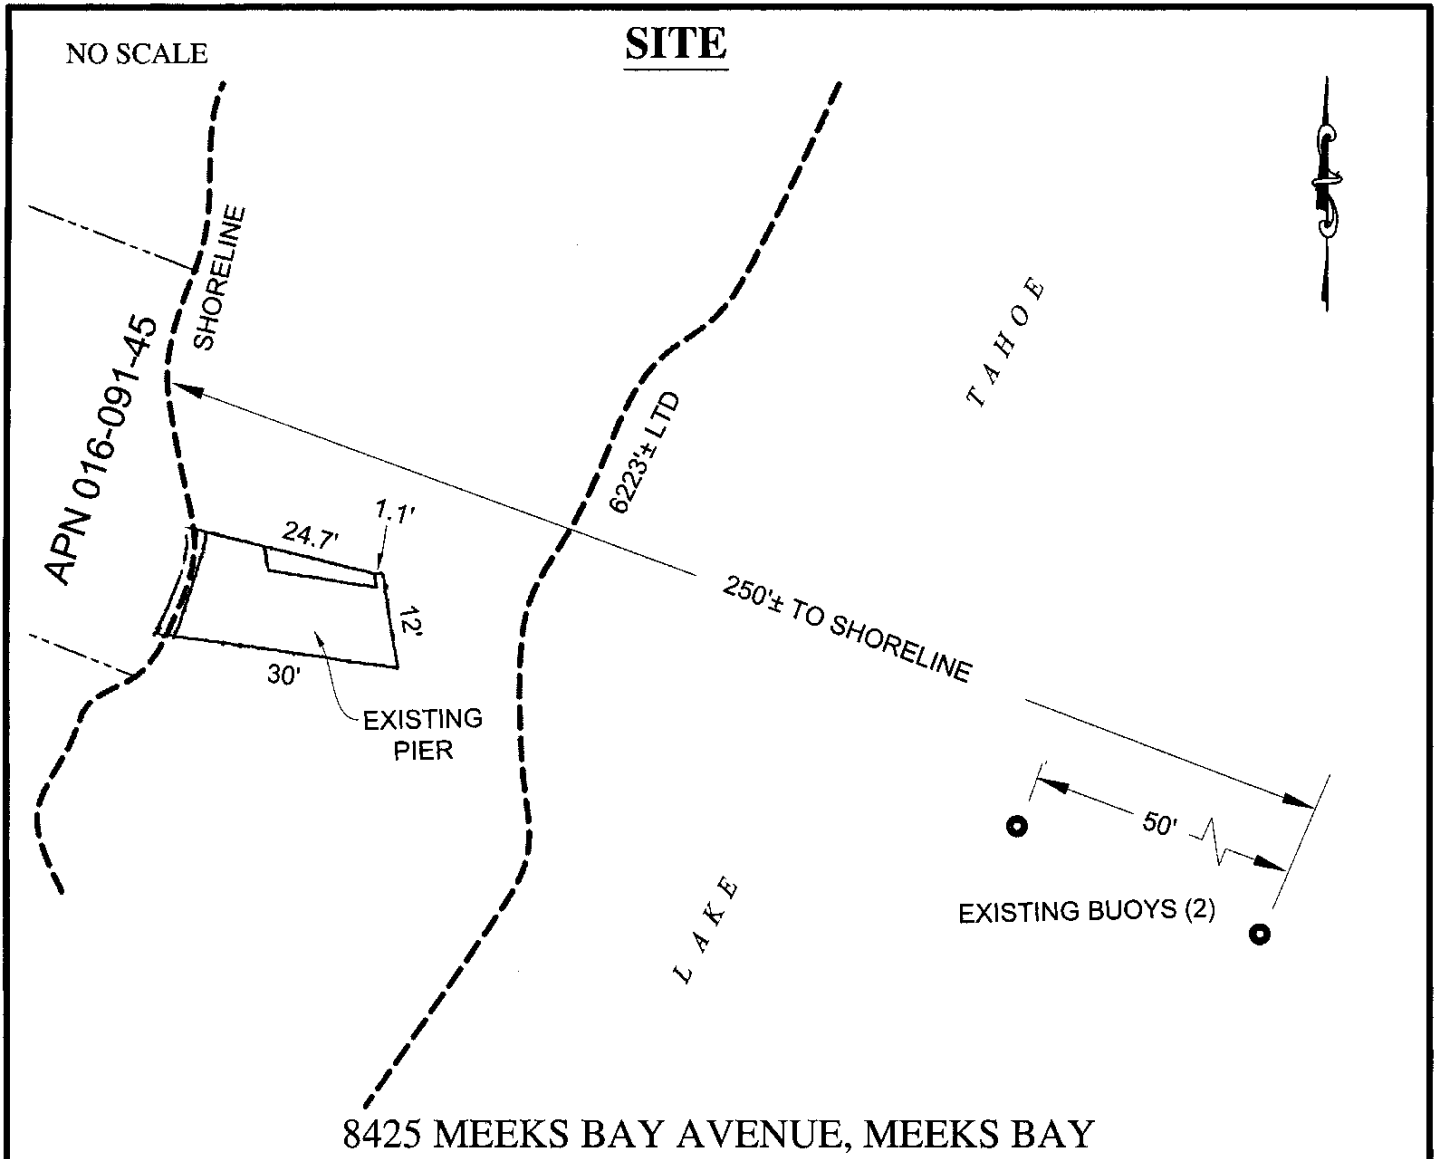 NO SCALE
SITE
SHORELINE
APN 016-091-45
TAHOE
6223'± LTD
1.1'
24.7'
12'
30'
250'± TO SHORELINE
EXISTING
PIER
50'
EXISTING BUOYS (2)
LAKE
8425 MEEKS BAY AVENUE, MEEKS BAY